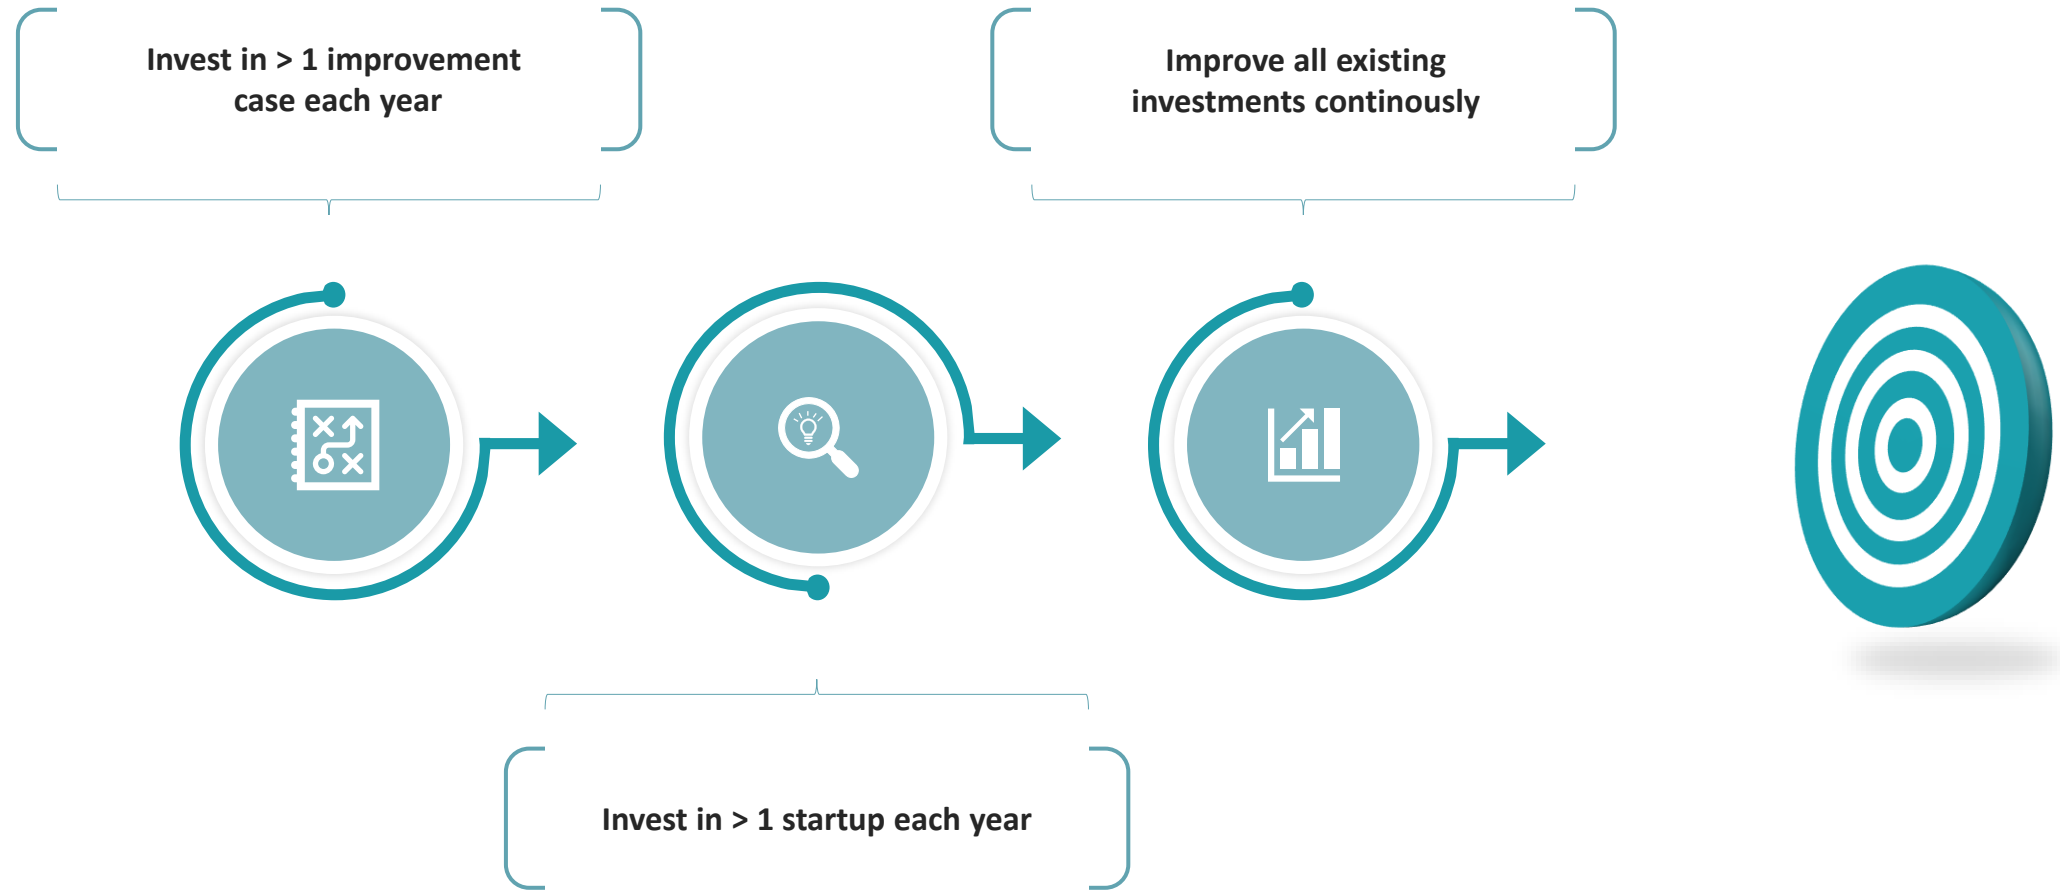 Invest in > 1 improvement
case each year
Improve all existing
investments continously
Invest in > 1 startup each year